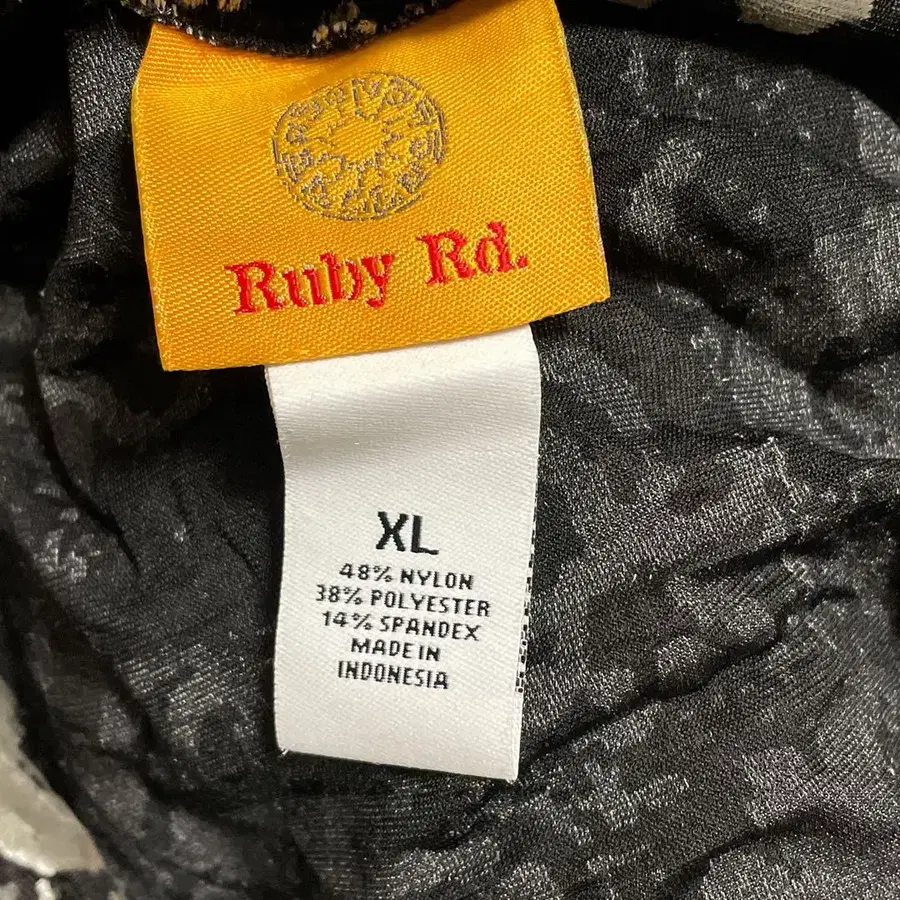 Ruby Rd.
XL
48% NYLON
38% POLYESTER
14% SPANDEX
MADE IN
INDONESIA